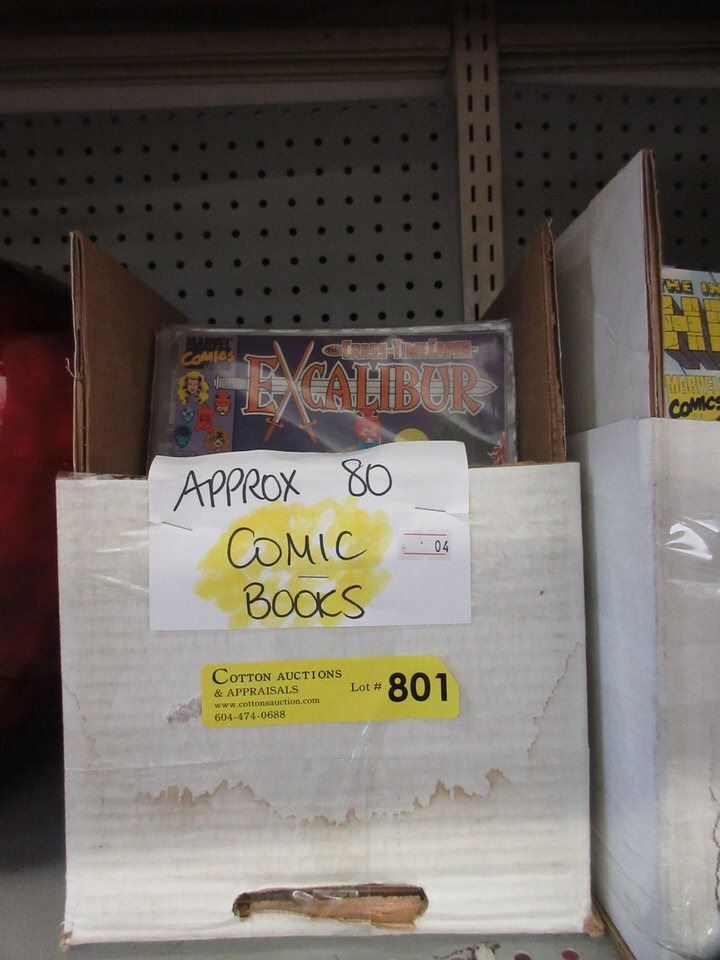 MARVEL
COMICS
THE CROSS-TIME CAPER
EXCALIBUR
APPROX 80
COMIC
BOOKS
04
COTTON AUCTIONS
& APPRAISALS
www.cottonsauction.com
604-474-0688
Lot # 801
THE
MARVEL
COMICS